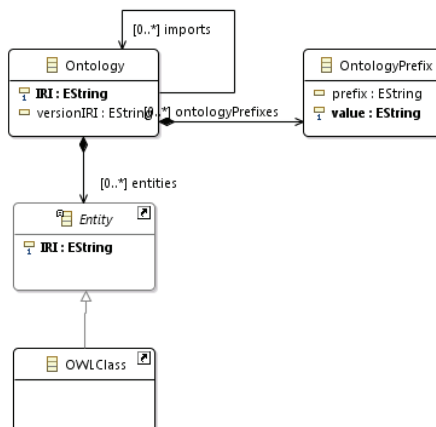 [0..*] imports
Ontology
OntologyPrefix
IRI : EString
prefix : EString
versionIRI : EString
[0..*] ontologyPrefixes
value : EString
[0..*] entities
Entity
IRI : EString
OWLClass